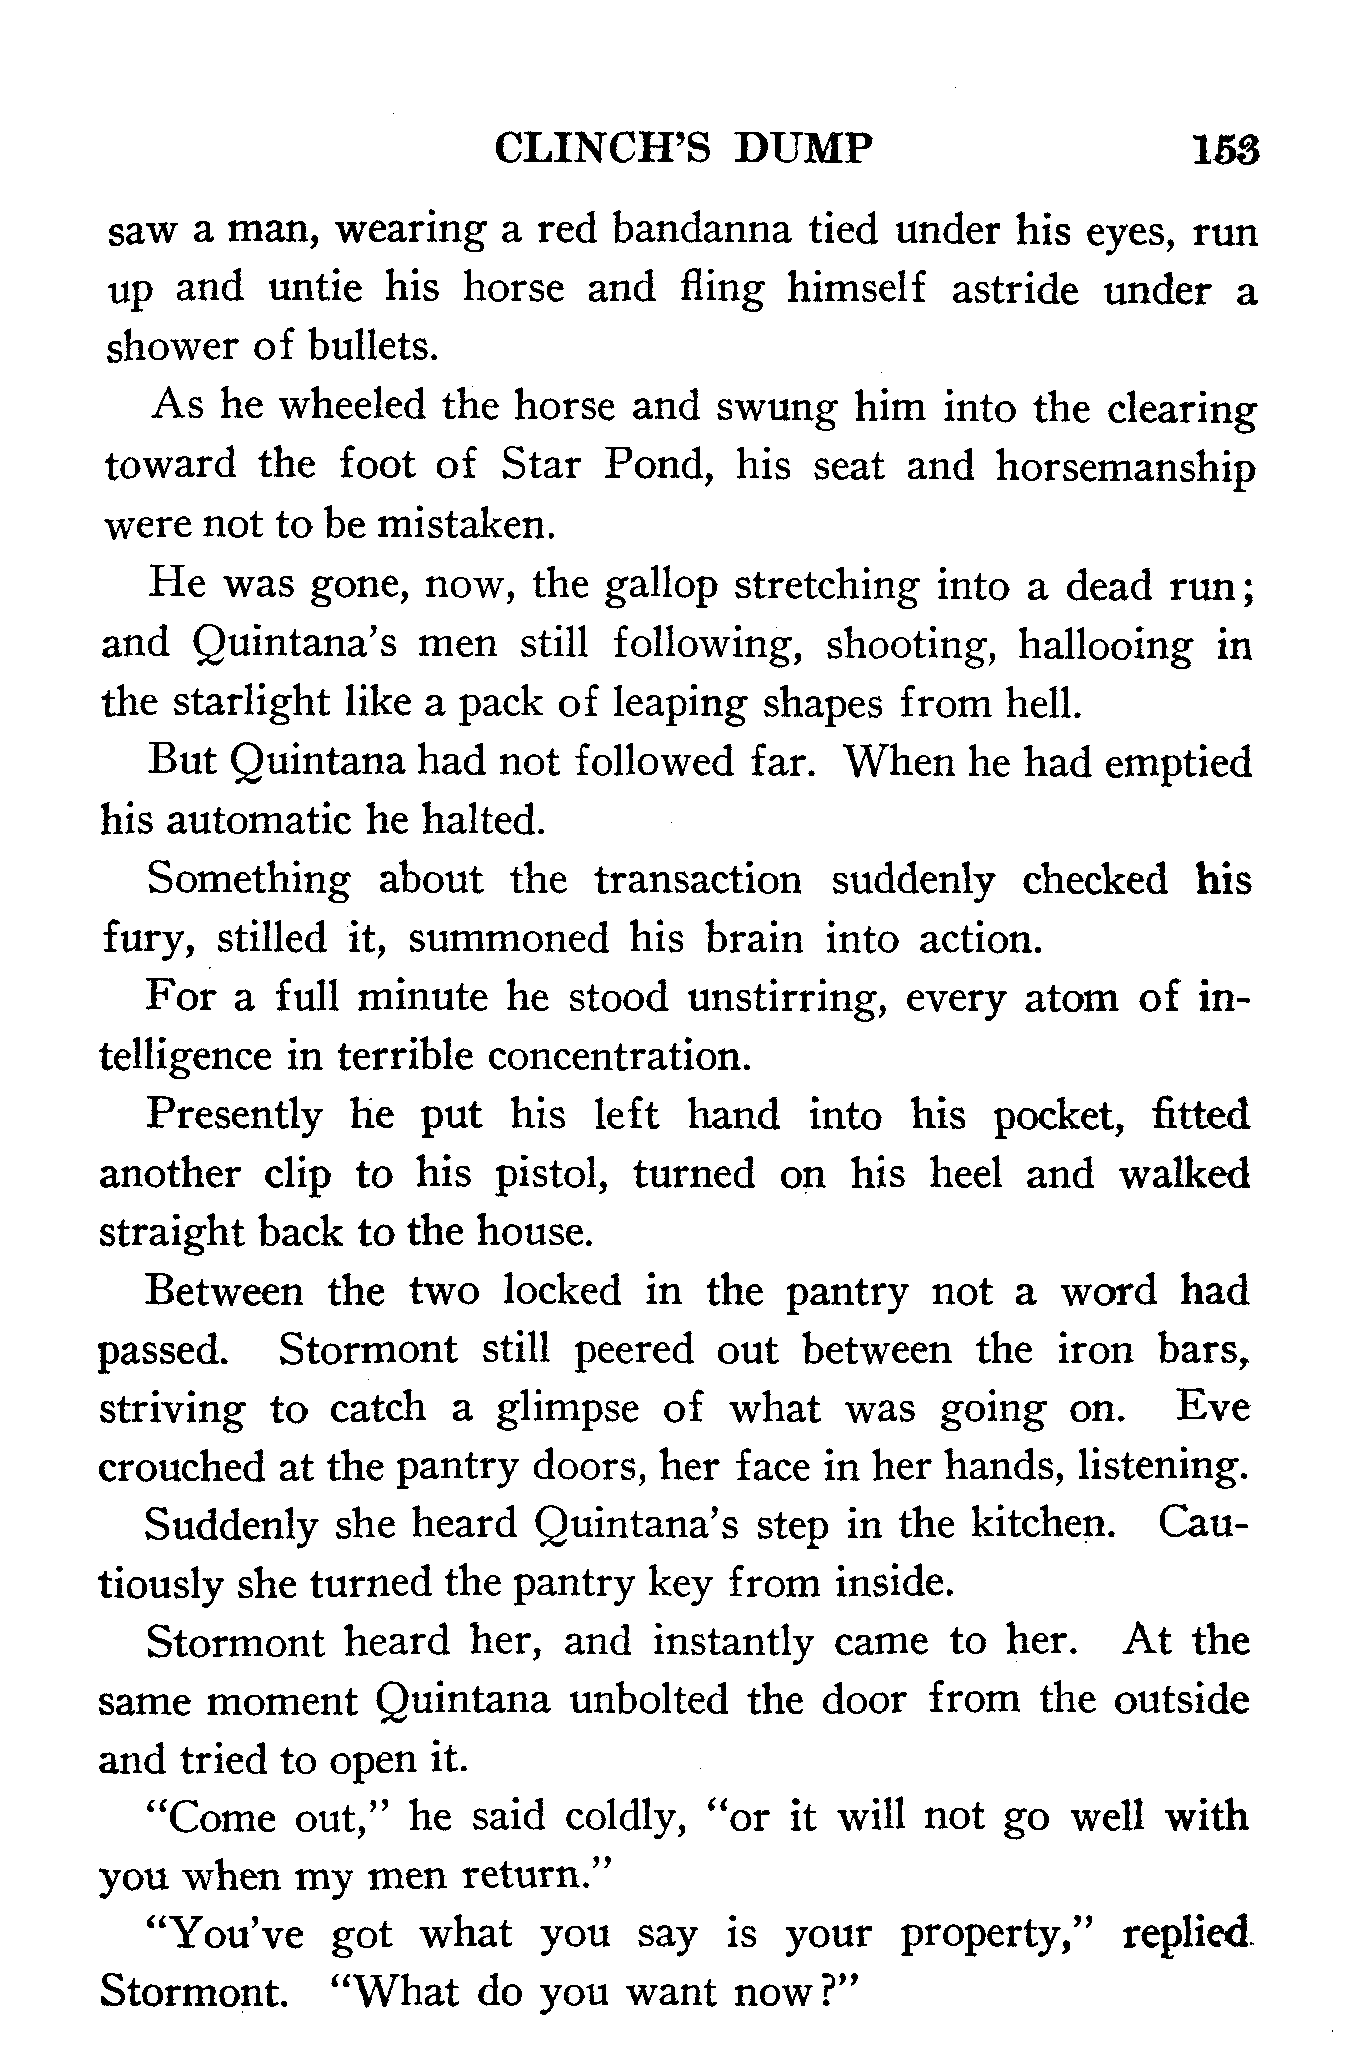 CLINCH'S DUMP 153
saw a man, wearing a red bandanna tied under his eyes, run
up and untie his horse and fling himself astride under a
shower of bullets.
As he wheeled the horse and swung him into the clearing
toward the foot of Star Pond, his seat and horsemanship
were not to be mistaken.
He was gone, now, the gallop stretching into a dead run;
and Quintana's men still following, shooting, hallooing in
the starlight like a pack of leaping shapes from hell.
But Quintana had not followed far. When he had emptied
his automatic he halted.
Something about the transaction suddenly checked his
fury, stilled it, summoned his brain into action.
For a full minute he stood unstirring, every atom of in-
telligence in terrible concentration.
Presently he put his left hand into his pocket, fitted
another clip to his pistol, turned on his heel and walked
straight back to the house.
Between the two locked in the pantry not a word had
passed. Stormont still peered out between the iron bars,
striving to catch a glimpse of what was going on. Eve
crouched at the pantry doors, her face in her hands, listening.
Suddenly she heard Quintana's step in the kitchen. Cau-
tiously she turned the pantry key from inside.
Stormont heard her, and instantly came to her. At the
same moment Quintana unbolted the door from the outside
and tried to open it.
"Come out," he said coldly, "or it will not go well with
you when my men return."
"You've got what you say is your property," replied
Stormont. "What do you want now?"